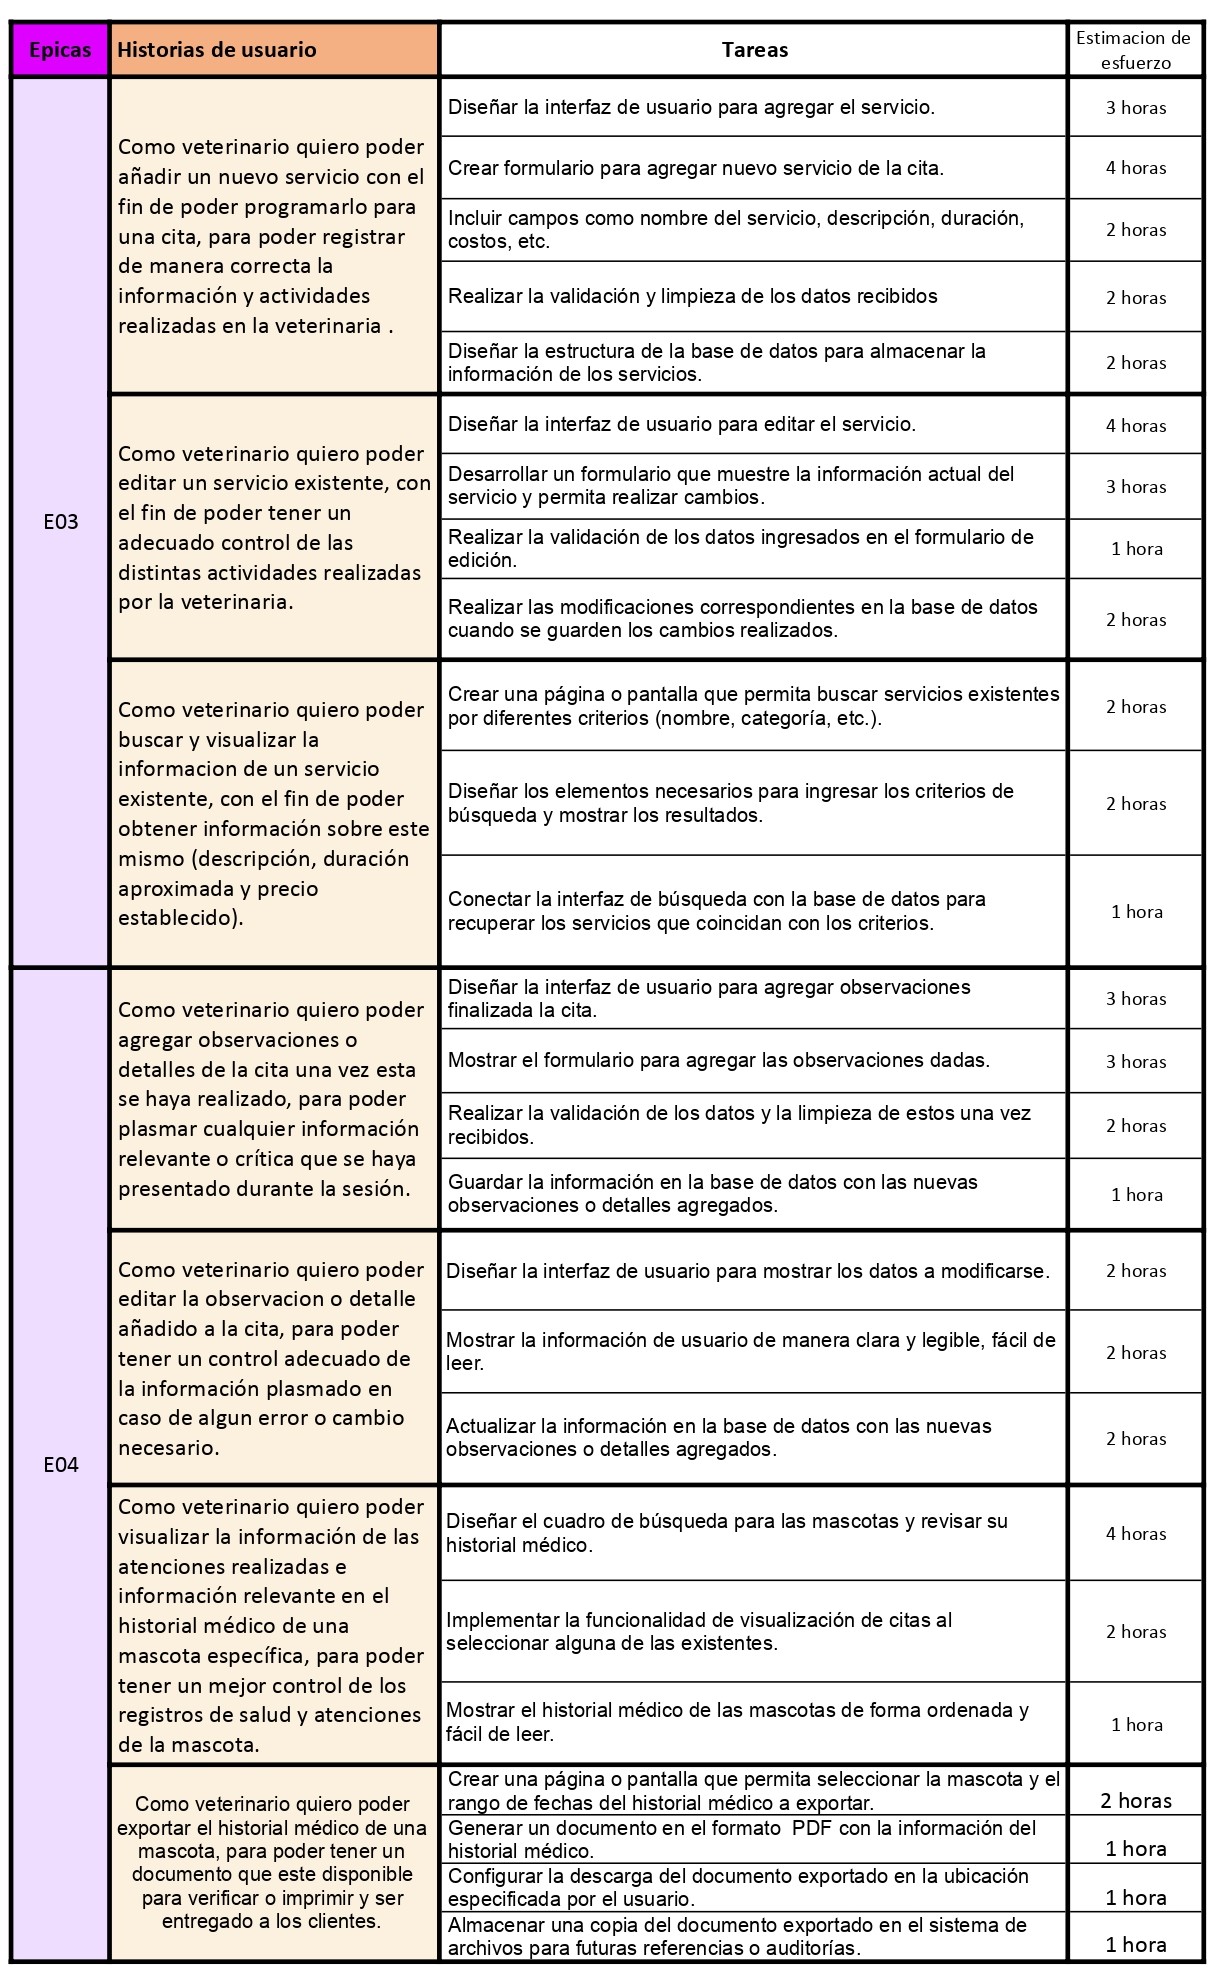 Epicas
Historias de usuario
Tareas
Estimacion de
esfuerzo
E03
Como veterinario quiero poder
añadir un nuevo servicio con el
fin de poder programarlo para
una cita, para poder registrar
de manera correcta la
información y actividades
realizadas en la veterinaria .
Diseñar la interfaz de usuario para agregar el servicio.
3 horas
Crear formulario para agregar nuevo servicio de la cita.
4 horas
Incluir campos como nombre del servicio, descripción, duración,
costos, etc.
2 horas
Realizar la validación y limpieza de los datos recibidos
2 horas
Diseñar la estructura de la base de datos para almacenar la
información de los servicios.
2 horas
Como veterinario quiero poder
editar un servicio existente, con
el fin de poder tener un
adecuado control de las
distintas actividades realizadas
por la veterinaria.
Diseñar la interfaz de usuario para editar el servicio.
4 horas
Desarrollar un formulario que muestre la información actual del
servicio y permita realizar cambios.
3 horas
Realizar la validación de los datos ingresados en el formulario de
edición.
1 hora
Realizar las modificaciones correspondientes en la base de datos
cuando se guarden los cambios realizados.
2 horas
Como veterinario quiero poder
buscar y visualizar la
informacion de un servicio
existente, con el fin de poder
obtener información sobre este
mismo (descripción, duración
aproximada y precio
establecido).
Crear una página o pantalla que permita buscar servicios existentes
por diferentes criterios (nombre, categoría, etc.).
2 horas
Diseñar los elementos necesarios para ingresar los criterios de
búsqueda y mostrar los resultados.
2 horas
Conectar la interfaz de búsqueda con la base de datos para
recuperar los servicios que coincidan con los criterios.
1 hora
E04
Como veterinario quiero poder
agregar observaciones o
detalles de la cita una vez esta
se haya realizado, para poder
plasmar cualquier información
relevante o crítica que se haya
presentado durante la sesión.
Diseñar la interfaz de usuario para agregar observaciones
finalizada la cita.
3 horas
Mostrar el formulario para agregar las observaciones dadas.
3 horas
Realizar la validación de los datos y la limpieza de estos una vez
recibidos.
2 horas
Guardar la información en la base de datos con las nuevas
observaciones o detalles agregados.
1 hora
Como veterinario quiero poder
editar la observacion o detalle
añadido a la cita, para poder
tener un control adecuado de
la información plasmado en
caso de algun error o cambio
necesario.
Diseñar la interfaz de usuario para mostrar los datos a modificarse.
2 horas
Mostrar la información de usuario de manera clara y legible, fácil de
leer.
2 horas
Actualizar la información en la base de datos con las nuevas
observaciones o detalles agregados.
2 horas
Como veterinario quiero poder
visualizar la información de las
atenciones realizadas e
información relevante en el
historial médico de una
mascota específica, para poder
tener un mejor control de los
registros de salud y atenciones
de la mascota.
Diseñar el cuadro de búsqueda para las mascotas y revisar su
historial médico.
4 horas
Implementar la funcionalidad de visualización de citas al
seleccionar alguna de las existentes.
2 horas
Mostrar el historial médico de las mascotas de forma ordenada y
fácil de leer.
1 hora
Como veterinario quiero poder
exportar el historial médico de una
mascota, para poder tener un
documento que este disponible
para verificar o imprimir y ser
entregado a los clientes.
Crear una página o pantalla que permita seleccionar la mascota y el
rango de fechas del historial médico a exportar.
2 horas
Generar un documento en el formato  PDF con la información del
historial médico.
1 hora
Configurar la descarga del documento exportado en la ubicación
especificada por el usuario.
1 hora
Almacenar una copia del documento exportado en el sistema de
archivos para futuras referencias o auditorías.
1 hora